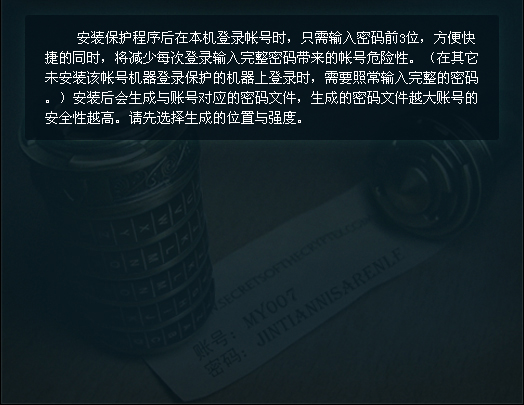 安装保护程序后在本机登录帐号时，只需输入密码前3位，方便快
捷的同时，将减少每次登录输入完整密码带来的帐号危险性。（在其它
未安装该帐号机器登录保护的机器上登录时，需要照常输入完整的密码
。）安装后会生成与账号对应的密码文件，生成的密码文件越大账号的
安全性越高。请先选择生成的位置与强度。
SECRETSOFTHECRYPTO.COM
账号：MY007
密码：JINTIANNISARENLE